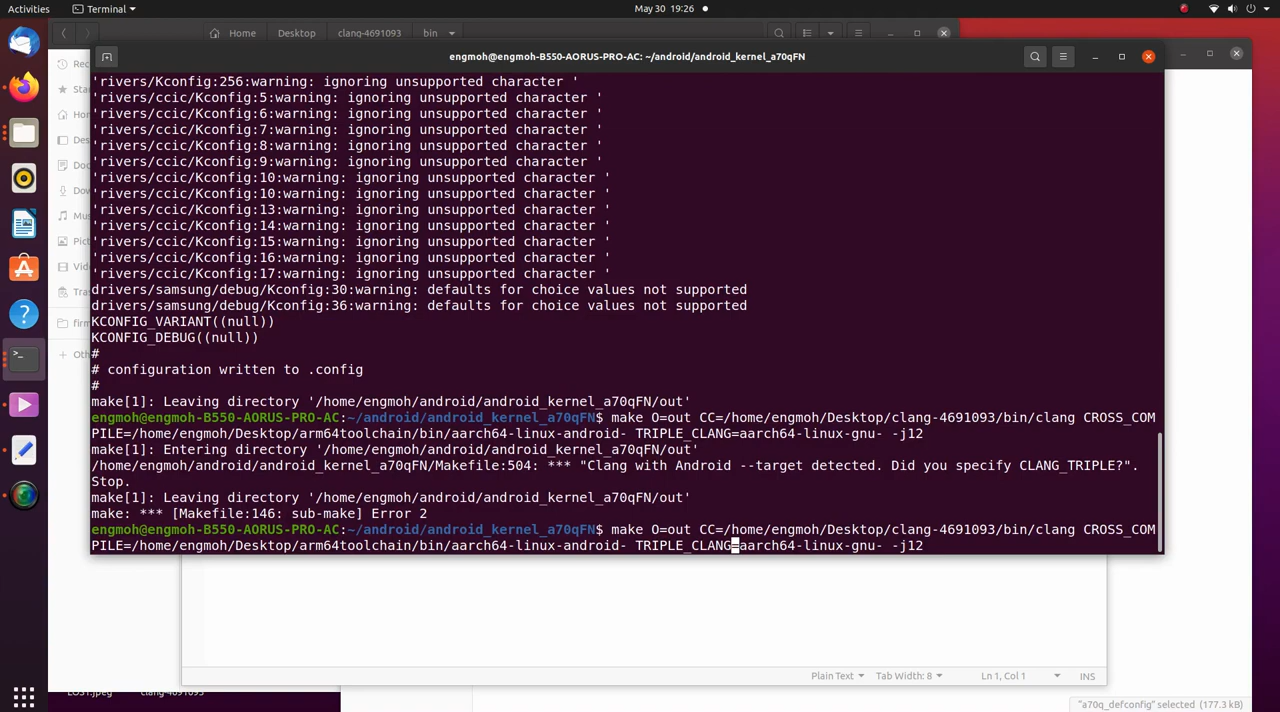 Activities
Terminal
May 30 19:26
Home
Desktop
clang-4691093
bin
engmoh@engmoh-B550-AORUS-PRO-AC: ~/android/android_kernel_a70qFN
Rec
Star
Hom
Des
Doc
Dow
Mus
Pict
Vid
Tras
firm
Oth
'rivers/Kconfig:256:warning: ignoring unsupported character '
'rivers/ccic/Kconfig:5:warning: ignoring unsupported character '
'rivers/ccic/Kconfig:6:warning: ignoring unsupported character '
'rivers/ccic/Kconfig:7:warning: ignoring unsupported character '
'rivers/ccic/Kconfig:8:warning: ignoring unsupported character '
'rivers/ccic/Kconfig:9:warning: ignoring unsupported character '
'rivers/ccic/Kconfig:10:warning: ignoring unsupported character '
'rivers/ccic/Kconfig:10:warning: ignoring unsupported character '
'rivers/ccic/Kconfig:13:warning: ignoring unsupported character '
'rivers/ccic/Kconfig:14:warning: ignoring unsupported character '
'rivers/ccic/Kconfig:15:warning: ignoring unsupported character '
'rivers/ccic/Kconfig:16:warning: ignoring unsupported character '
'rivers/ccic/Kconfig:17:warning: ignoring unsupported character '
drivers/samsung/debug/Kconfig:30:warning: defaults for choice values not supported
drivers/samsung/debug/Kconfig:36:warning: defaults for choice values not supported
KCONFIG_VARIANT((null))
KCONFIG_DEBUG((null))
#
# configuration written to .config
#
make[1]: Leaving directory '/home/engmoh/android/android_kernel_a70qFN/out'
engmoh@engmoh-B550-AORUS-PRO-AC:~/android/android_kernel_a70qFN$ make O=out CC=/home/engmoh/Desktop/clang-4691093/bin/clang CROSS_COM
PILE=/home/engmoh/Desktop/arm64toolchain/bin/aarch64-linux-android- TRIPLE_CLANG=aarch64-linux-gnu- -j12
make[1]: Entering directory '/home/engmoh/android/android_kernel_a70qFN/out'
/home/engmoh/android/android_kernel_a70qFN/Makefile:504: *** "Clang with Android --target detected. Did you specify CLANG_TRIPLE?".
Stop.
make[1]: Leaving directory '/home/engmoh/android/android_kernel_a70qFN/out'
make: *** [Makefile:146: sub-make] Error 2
engmoh@engmoh-B550-AORUS-PRO-AC:~/android/android_kernel_a70qFN$ make O=out CC=/home/engmoh/Desktop/clang-4691093/bin/clang CROSS_COM
PILE=/home/engmoh/Desktop/arm64toolchain/bin/aarch64-linux-android- TRIPLE_CLANG=aarch64-linux-gnu- -j12
Plain Text
Tab Width: 8
Ln 1, Col 1
INS
clang-4691093
"a70q_defconfig" selected (177.3 kB)